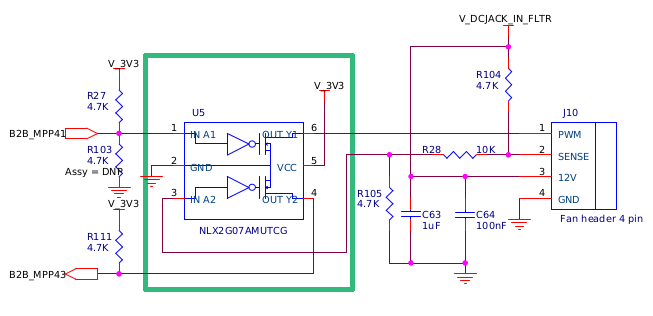 V_DCJACK_IN_FLTR
V_3V3
R27
4.7K
V_3V3
U5
R104
4.7K
J10
B2B_MPP41
1
IN A1
OUT Y1
6
1
PWM
R103
4.7K
Assy = DNR
2
GND
VCC
5
R28
10K
2
SENSE
3
12V
V_3V3
3
IN A2
OUT Y2
4
R105
4.7K
4
GND
C63
1uF
C64
100nF
Fan header 4 pin
R111
4.7K
NLX2G07AMUTCG
B2B_MPP43